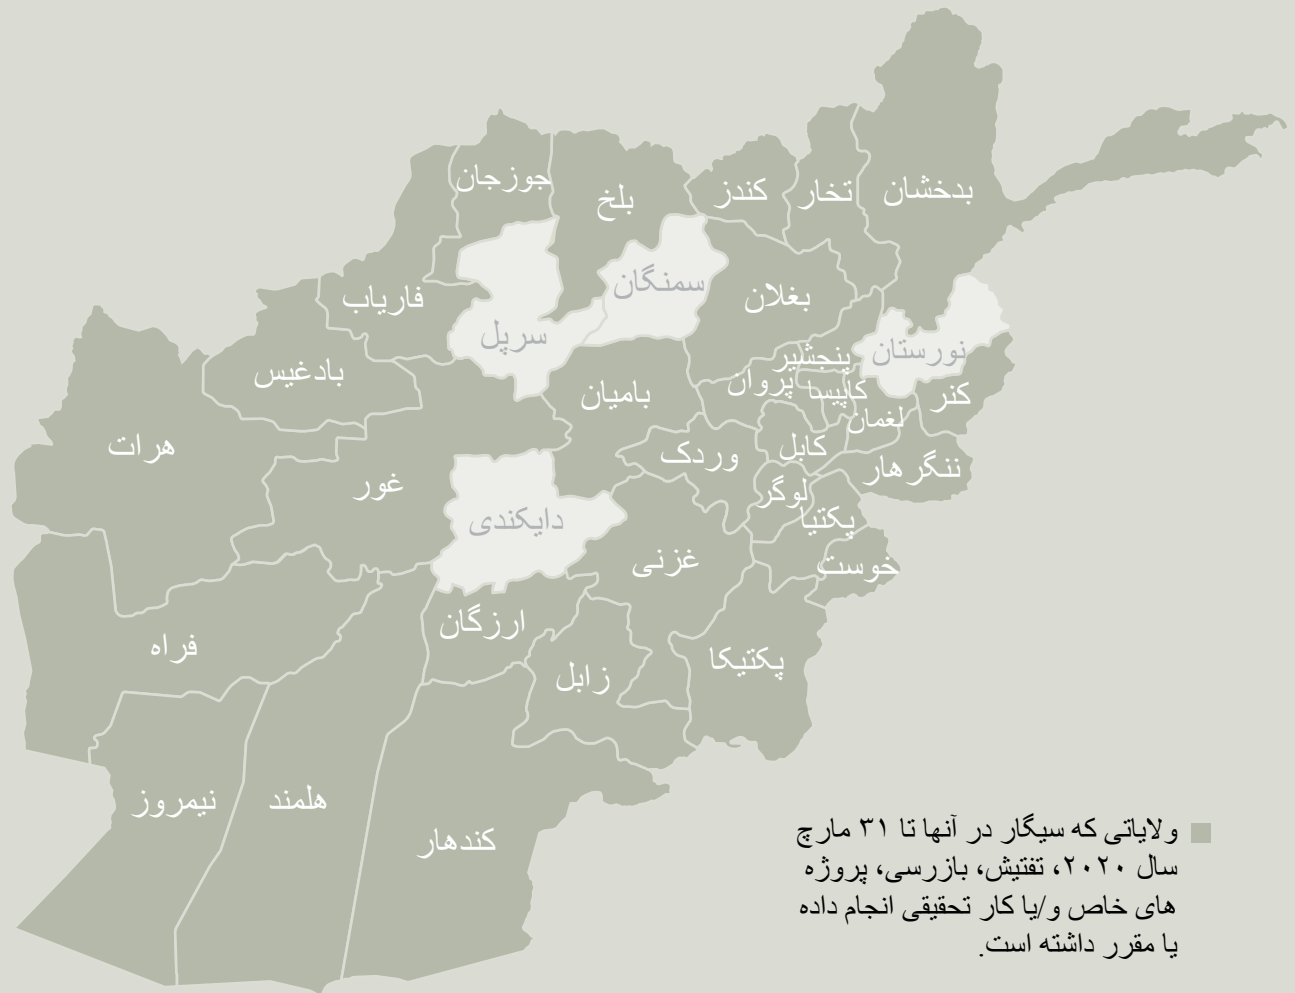 بدخشان
تخار
کندز
بلخ
جوزجان
سمنگان
بغلان
فاریاب
سرپل
نورستان
پنجشیر
کاپیسا
پروان
کنر
لغمان
بامیان
بادغیس
هرات
غور
وردک
کابل
ننگرهار
لوگر
پکتیا
دایکندی
غزنی
خوست
ارزگان
فراه
زابل
پکتیکا
نیمروز
هلمند
کندهار
ولایاتی که سیگار در آنها تا ۳۱ مارچ
سال ۲۰۲۰، تفتیش، بازرسی، پروژه
های خاص و/یا کار تحقیقی انجام داده
یا مقرر داشته است.